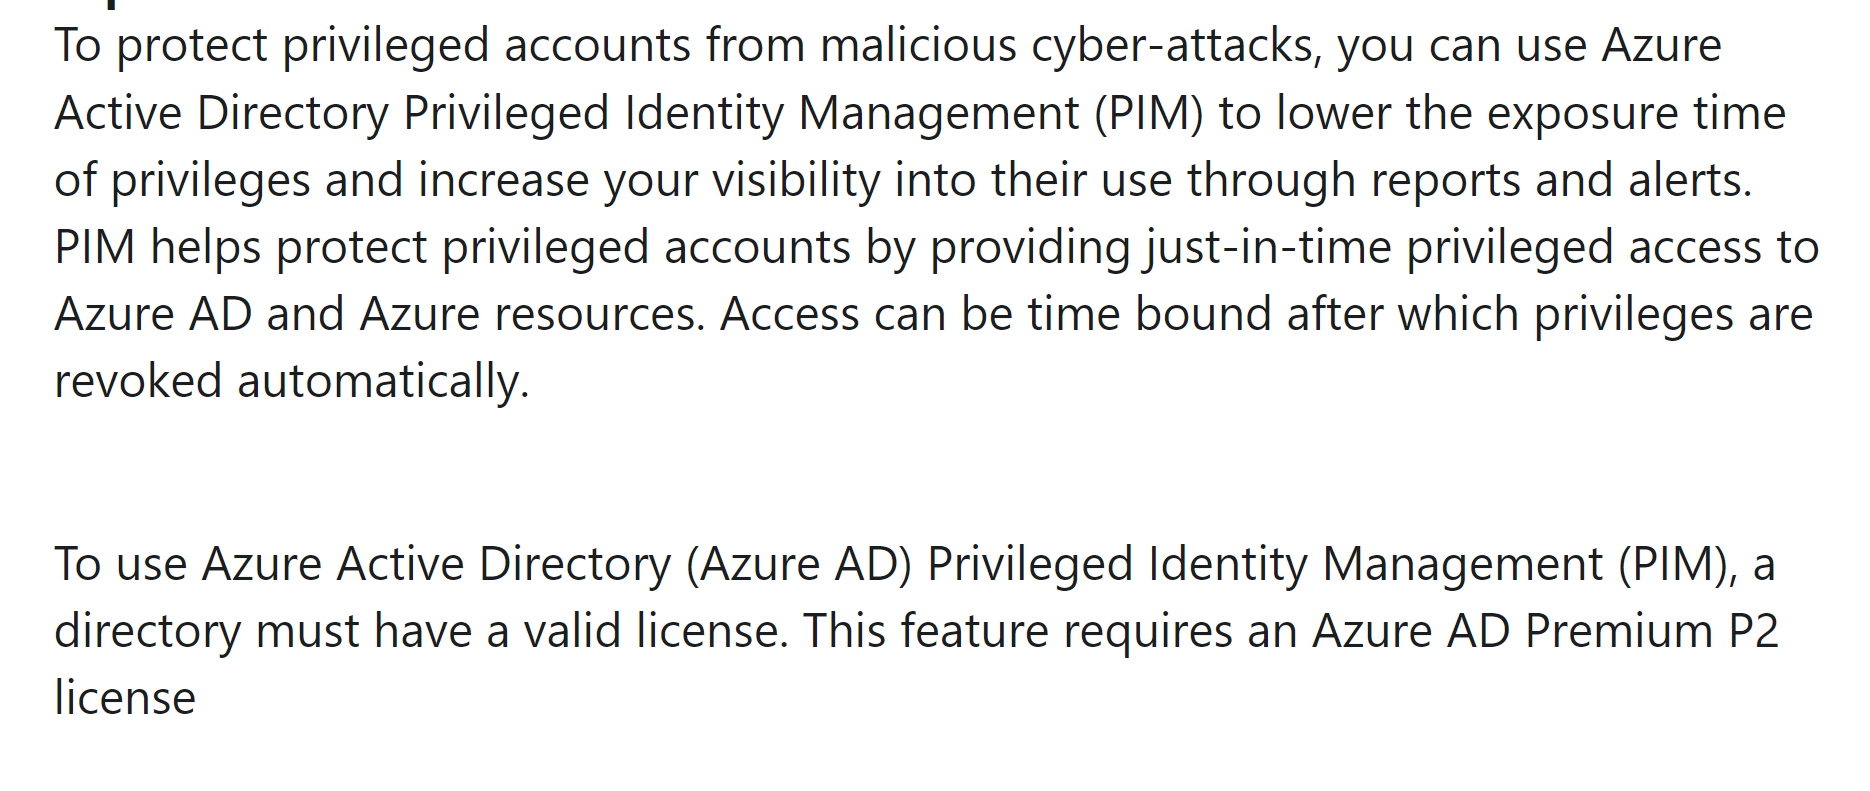 To protect privileged accounts from malicious cyber-attacks, you can use Azure
Active Directory Privileged Identity Management (PIM) to lower the exposure time
of privileges and increase your visibility into their use through reports and alerts.
PIM helps protect privileged accounts by providing just-in-time privileged access to
Azure AD and Azure resources. Access can be time bound after which privileges are
revoked automatically.
To use Azure Active Directory (Azure AD) Privileged Identity Management (PIM), a
directory must have a valid license. This feature requires an Azure AD Premium P2
license